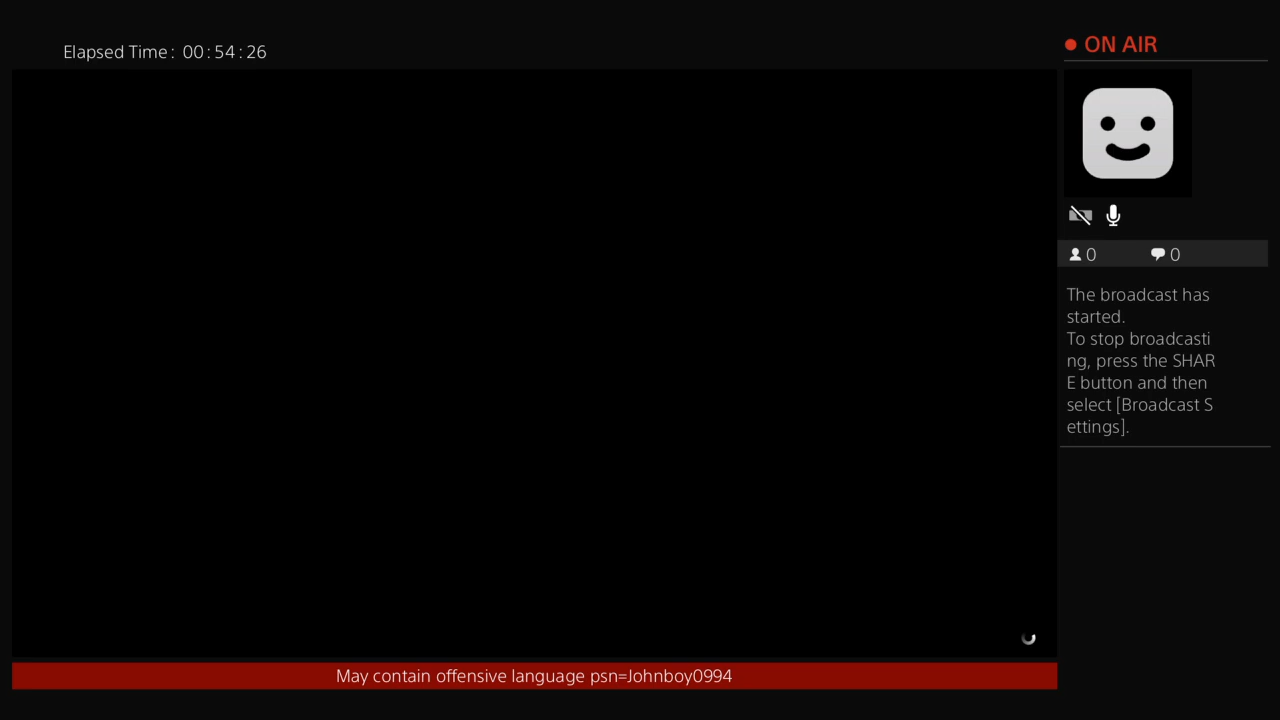 Elapsed Time: 00:54:26
ON AIR
0 0
The broadcast has
started.
To stop broadcasti
ng, press the SHAR
E button and then
select [Broadcast S
ettings].
May contain offensive language psn=Johnboy0994